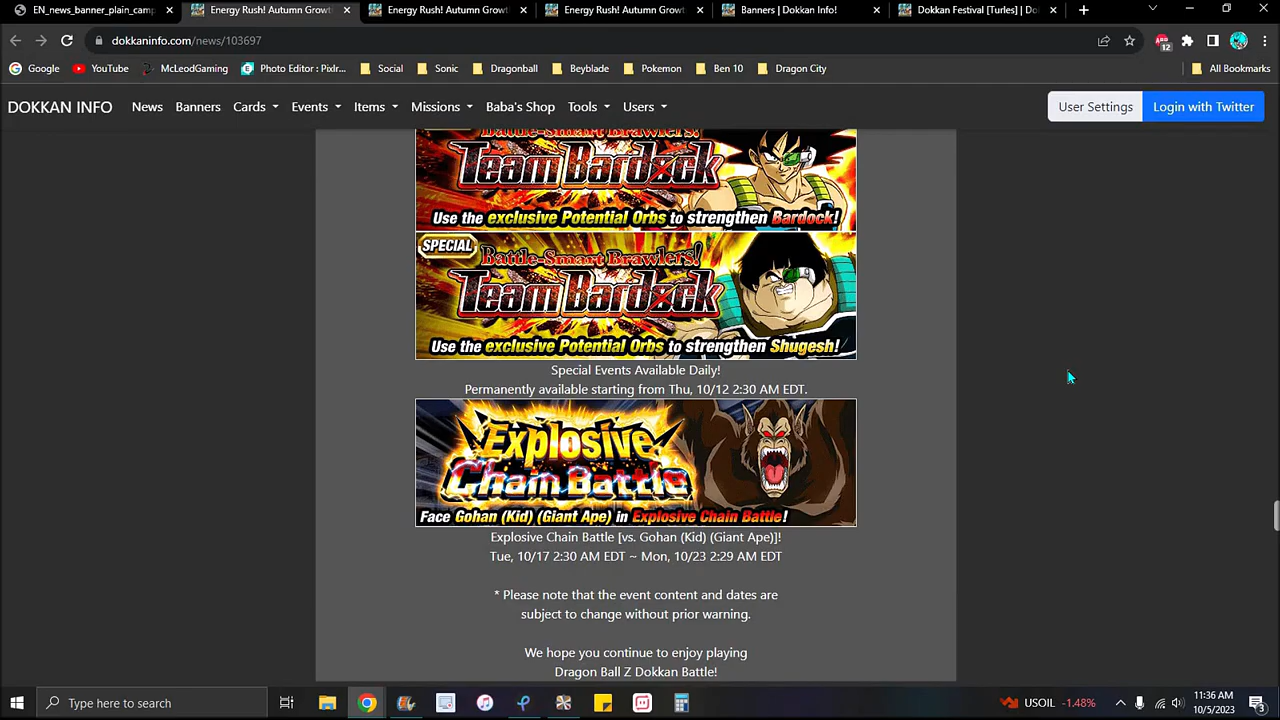 EN_news_banner_plain_camp
Energy Rush! Autumn Growt
Energy Rush! Autumn Growt
Energy Rush! Autumn Growt
Banners | Dokkan Info!
Dokkan Festival [Turles] | Do
dokkaninfo.com/news/103697
12
Google
YouTube
McLeodGaming
Photo Editor : Pixlr...
Social
Sonic
Dragonball
Beyblade
Pokemon
Ben 10
Dragon City
All Bookmarks
DOKKAN INFO
News
Banners
Cards
Events
Items
Missions
Baba's Shop
Tools
Users
User Settings
Login with Twitter
Battle-Smart Brawlers!
Team Bardock
Use the exclusive Potential Orbs to strengthen Bardock!
SPECIAL
Battle-Smart Brawlers!
Team Bardock
Use the exclusive Potential Orbs to strengthen Shugesh!
Special Events Available Daily!
Permanently available starting from Thu, 10/12 2:30 AM EDT.
Explosive
Chain Battle
Face Gohan (Kid) (Giant Ape) in Explosive Chain Battle!
Explosive Chain Battle [vs. Gohan (Kid) (Giant Ape)]!
Tue, 10/17 2:30 AM EDT ~ Mon, 10/23 2:29 AM EDT
* Please note that the event content and dates are
subject to change without prior warning.
We hope you continue to enjoy playing
Dragon Ball Z Dokkan Battle!
Type here to search
USOIL -1.48%
11:36 AM
10/5/2023